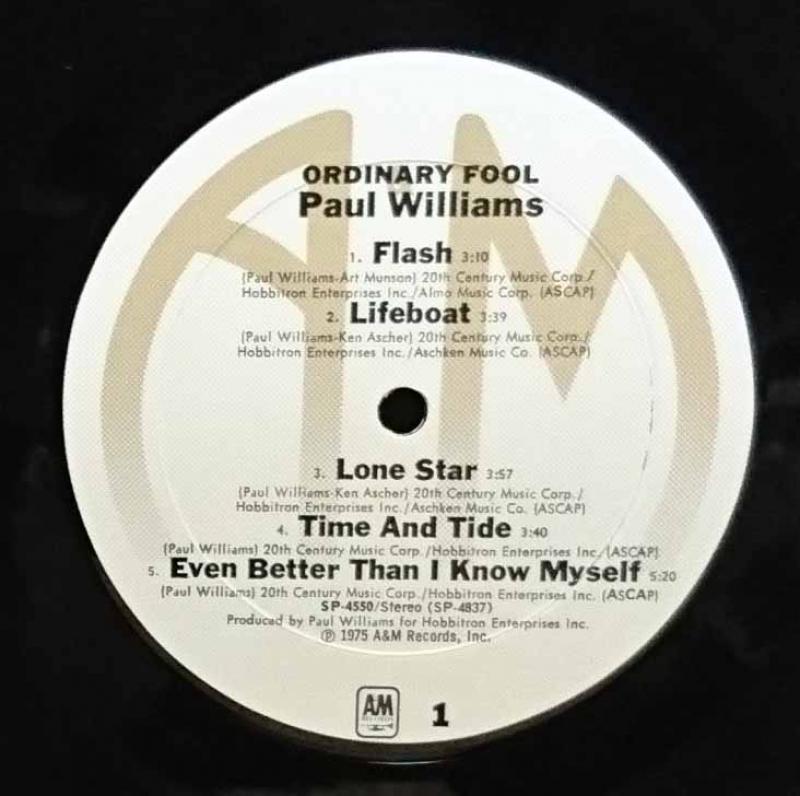 ORDINARY FOOL
Paul Williams
1. Flash 3:10
(Paul Williams-Art Munson) 20th Century Music Corp./
Hobbitron Enterprises Inc./Almo Music Corp. (ASCAP)
2. Lifeboat 3:39
(Paul Williams-Ken Ascher) 20th Century Music Corp./
Hobbitron Enterprises Inc./Aschken Music Co. (ASCAP)
3. Lone Star 3:57
(Paul Williams-Ken Ascher) 20th Century Music Corp./
Hobbitron Enterprises Inc./Aschken Music Co. (ASCAP)
4. Time And Tide 3:40
(Paul Williams) 20th Century Music Corp./Hobbitron Enterprises Inc. (ASCAP)
5. Even Better Than I Know Myself 5:20
(Paul Williams) 20th Century Music Corp./Hobbitron Enterprises Inc. (ASCAP)
SP-4550/Stereo (SP-4837)
Produced by Paul Williams for Hobbitron Enterprises Inc.
℗ 1975 A&M Records, Inc.
AM
RECORDS
1